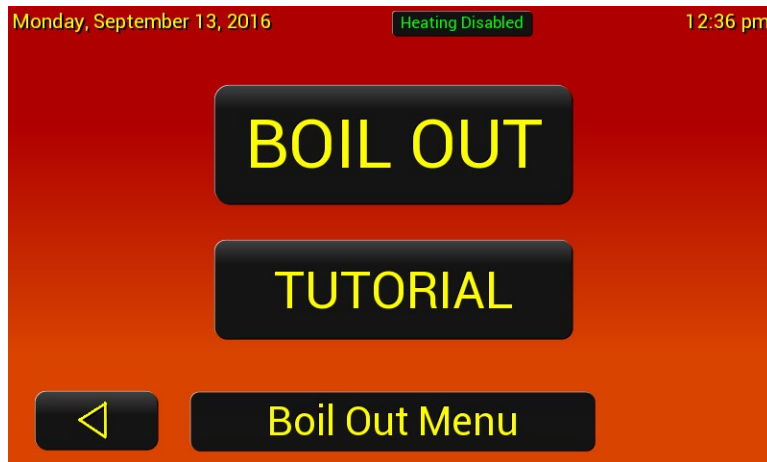 Monday, September 13, 2016 Heating Disabled 12:36 pm
BOIL OUT
TUTORIAL
Boil Out Menu